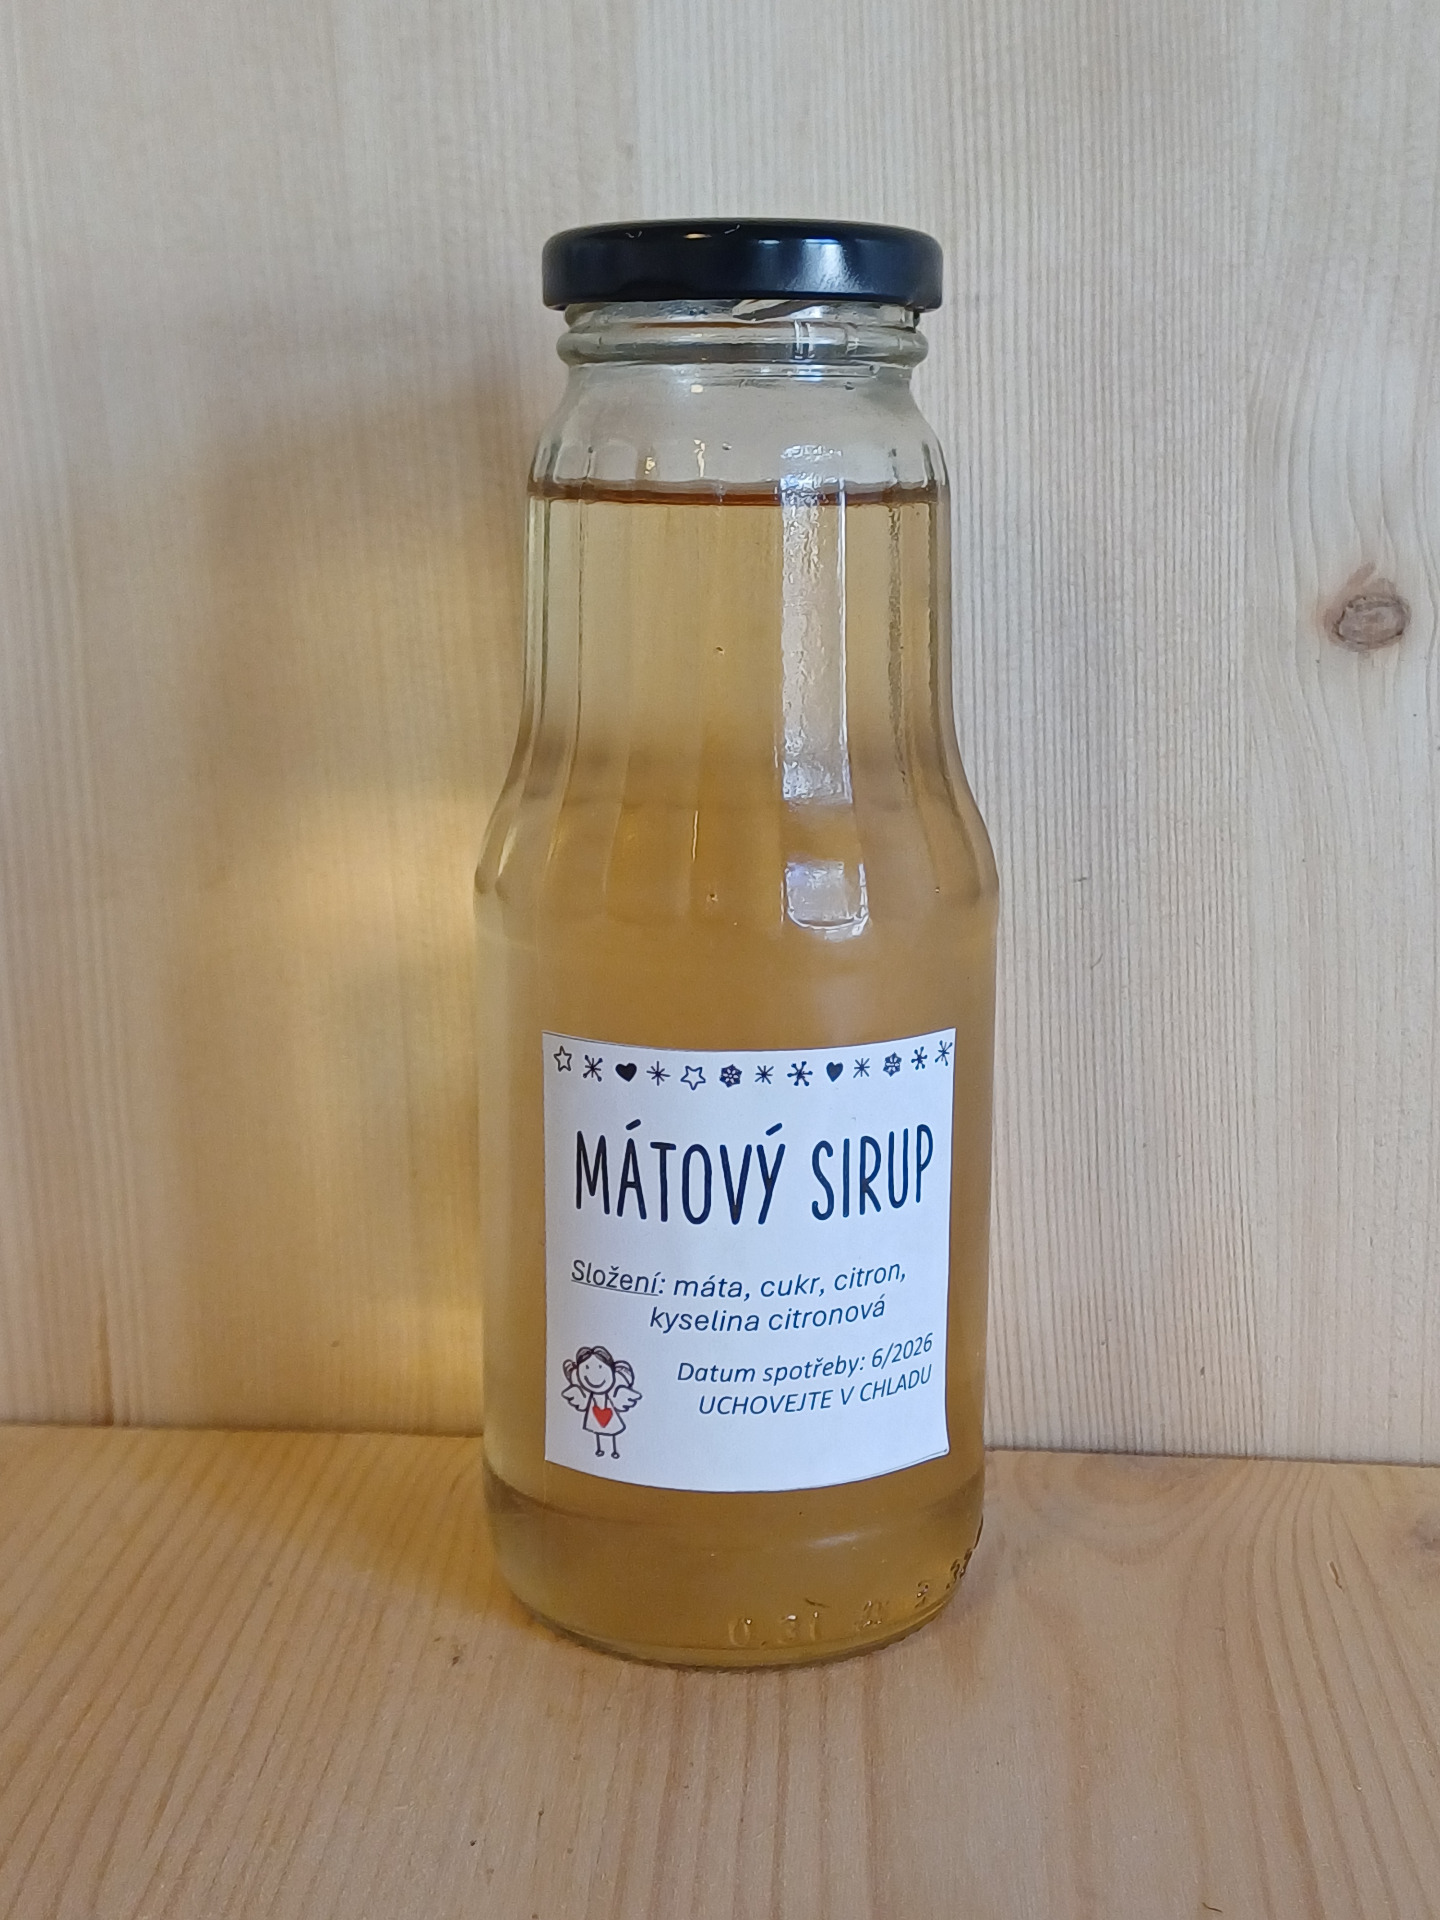 MÁTOVÝ SIRUP
Složení: máta, cukr, citron,
kyselina citronová
Datum spotřeby: 6/2026
UCHOVEJTE V CHLADU